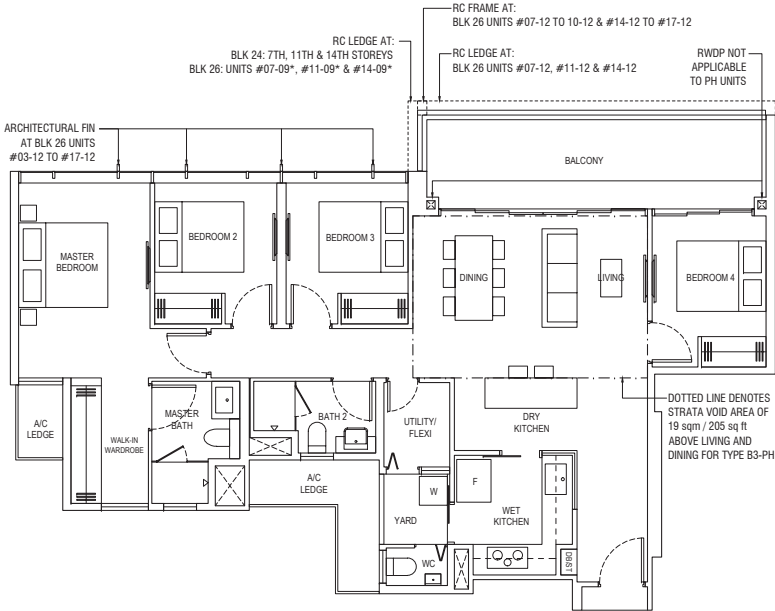 RC FRAME AT:
BLK 26 UNITS #07-12 TO 10-12 & #14-12 TO #17-12
RC LEDGE AT:
BLK 24: 7TH, 11TH & 14TH STOREYS
BLK 26: UNITS #07-09*, #11-09* & #14-09*
RC LEDGE AT:
BLK 26 UNITS #07-12, #11-12 & #14-12
RWDP NOT
APPLICABLE
TO PH UNITS
ARCHITECTURAL FIN
AT BLK 26 UNITS
#03-12 TO #17-12
BALCONY
MASTER
BEDROOM
BEDROOM 2
BEDROOM 3
DINING
LIVING
BEDROOM 4
A/C
LEDGE
WALK-IN
WARDROBE
MASTER
BATH
BATH 2
UTILITY/
FLEXI
DRY
KITCHEN
DOTTED LINE DENOTES
STRATA VOID AREA OF
19 sqm / 205 sq ft
ABOVE LIVING AND
DINING FOR TYPE B3-PH
A/C
LEDGE
W
F
YARD
WET
KITCHEN
WC
DB/ST